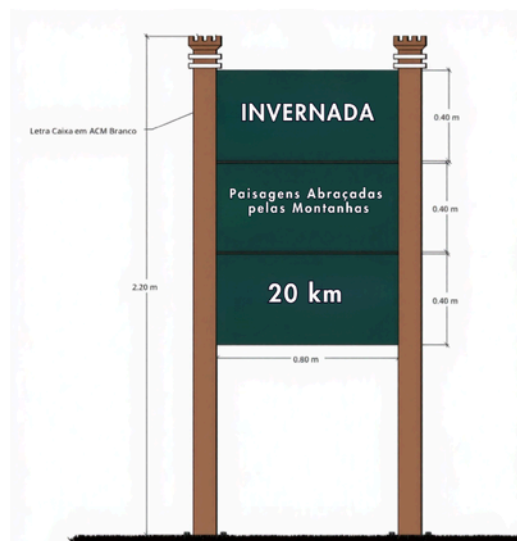 INVERNADA
Letra Caixa em ACM Branco
0.40 m
Paisagens Abraçadas
pelas Montanhas
0.40 m
2.20 m
20 km
0.40 m
0.80 m